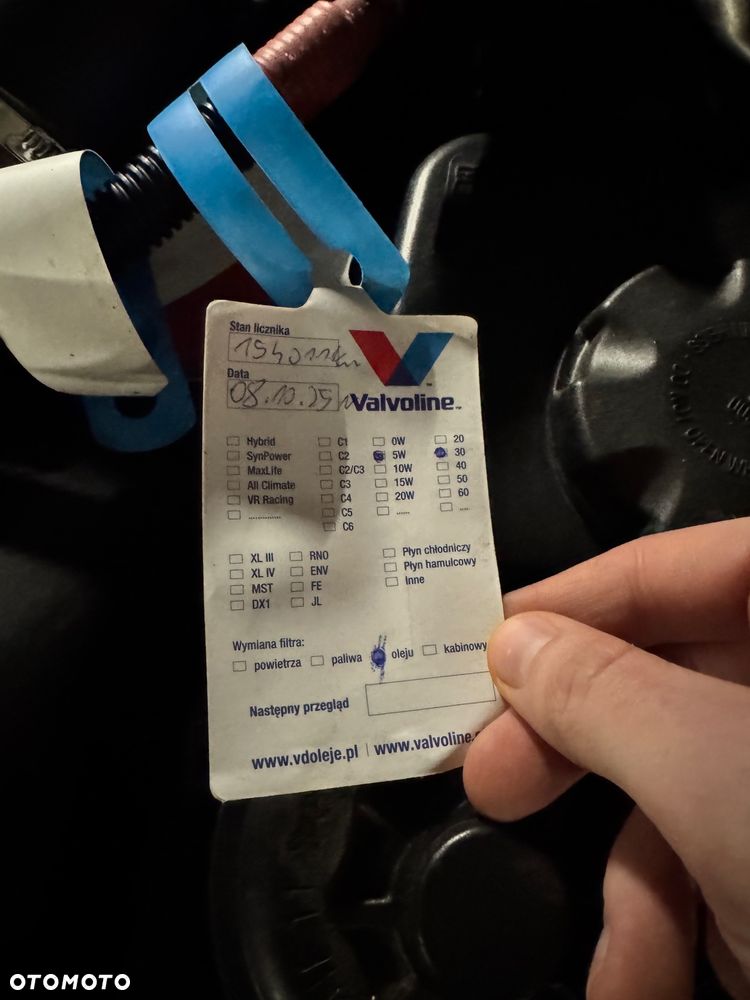 Stan licznika
154011km
Data
08.10.25
Valvoline
Hybrid
SynPower
MaxLife
All Climate
VR Racing
..............
C1
C2
C2/C3
C3
C4
C5
C6
0W
5W
10W
15W
20W
......
20
30
40
50
60
....
XL III
XL IV
MST
DX1
RNO
ENV
FE
JL
Płyn chłodniczy
Płyn hamulcowy
Inne
Wymiana filtra:
powietrza
paliwa
oleju
kabinowy
Następny przegląd
www.vdoleje.pl | www.valvoline.
OTOMOTO